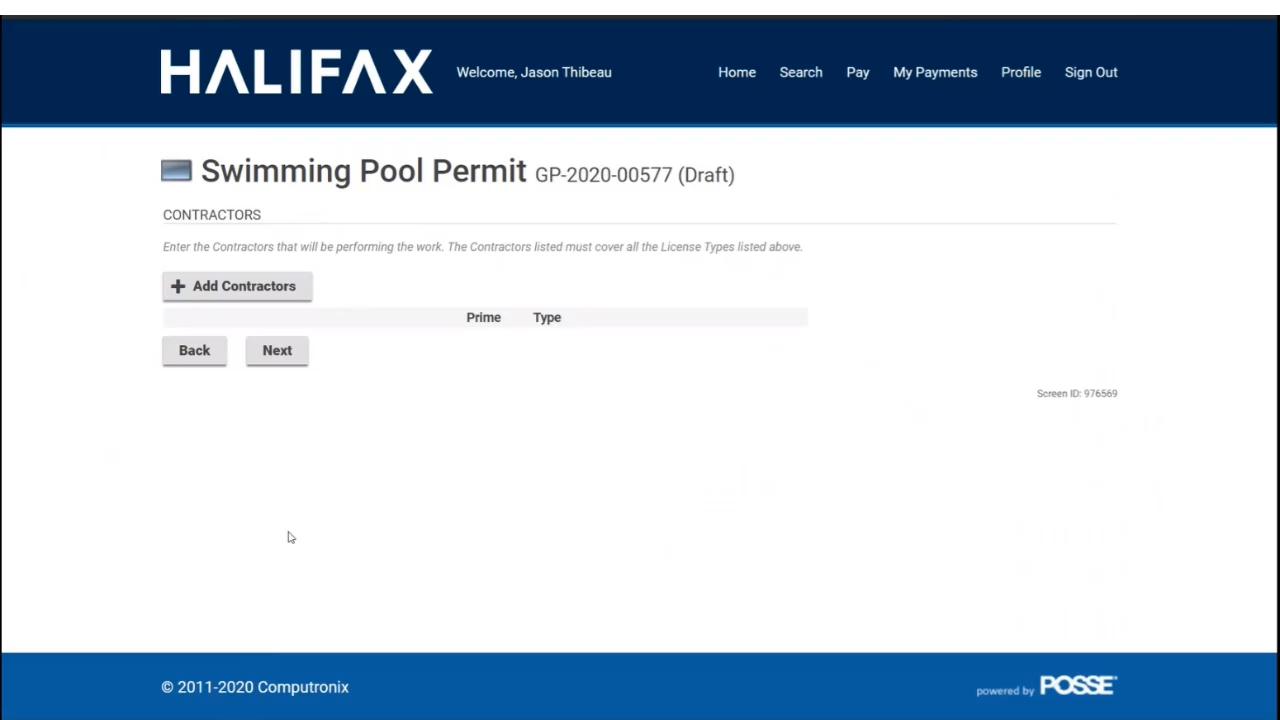 HALIFAX
Welcome, Jason Thibeau
Home Search Pay My Payments Profile Sign Out
Swimming Pool Permit GP-2020-00577 (Draft)
CONTRACTORS
Enter the Contractors that will be performing the work. The Contractors listed must cover all the License Types listed above.
Add Contractors
Prime Type
Back Next
Screen ID: 976569
© 2011-2020 Computronix
powered by POSSE